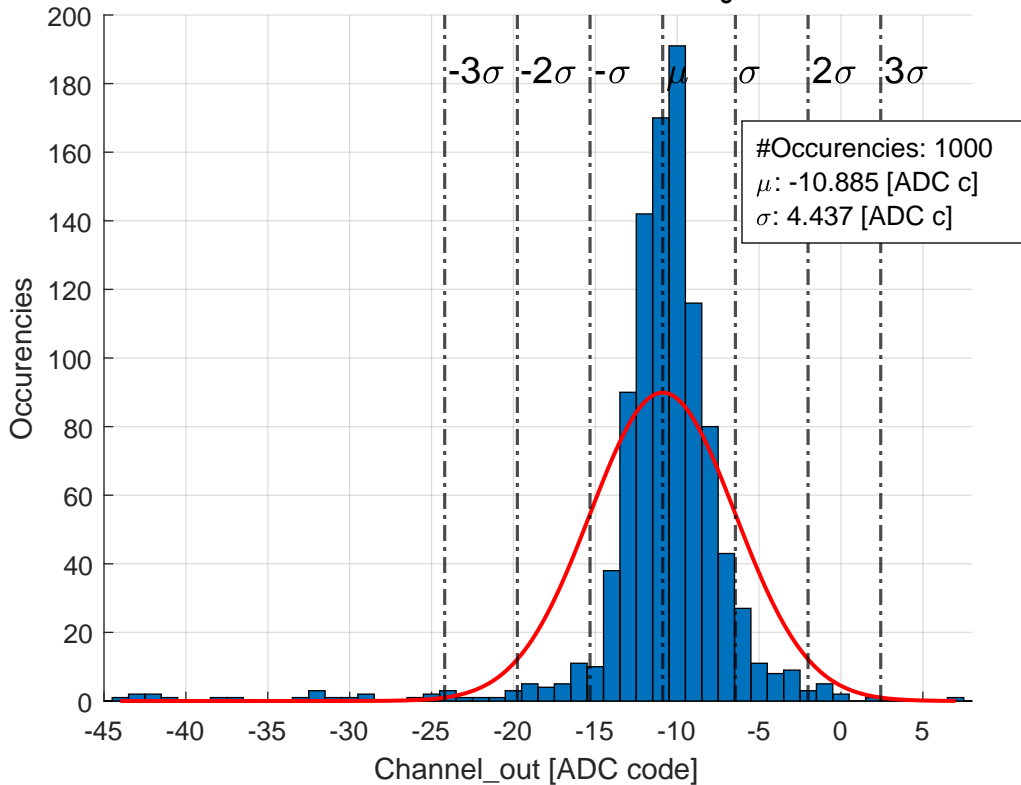 200
180
160
140
120
100
80
60
40
20
0
Occurencies
-3σ -2σ -σ μ σ 2σ 3σ
#Occurencies: 1000
μ: -10.885 [ADC c]
σ: 4.437 [ADC c]
-45 -40 -35 -30 -25 -20 -15 -10 -5 0 5
Channel_out [ADC code]